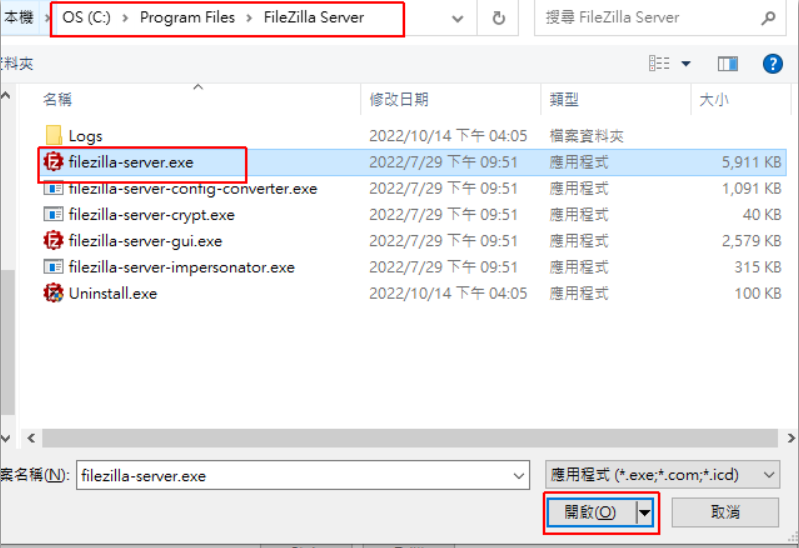 本機 › OS (C:) › Program Files › FileZilla Server 搜尋 FileZilla Server
資料夾
名稱 修改日期 類型 大小
Logs 2022/10/14 下午 04:05 檔案資料夾
filezilla-server.exe 2022/7/29 下午 09:51 應用程式 5,911 KB
filezilla-server-config-converter.exe 2022/7/29 下午 09:51 應用程式 1,091 KB
filezilla-server-crypt.exe 2022/7/29 下午 09:51 應用程式 40 KB
filezilla-server-gui.exe 2022/7/29 下午 09:51 應用程式 2,579 KB
filezilla-server-impersonator.exe 2022/7/29 下午 09:51 應用程式 315 KB
Uninstall.exe 2022/10/14 下午 04:05 應用程式 100 KB
案名稱(N): filezilla-server.exe 應用程式 (*.exe;*.com;*.icd)
開啟(O) 取消